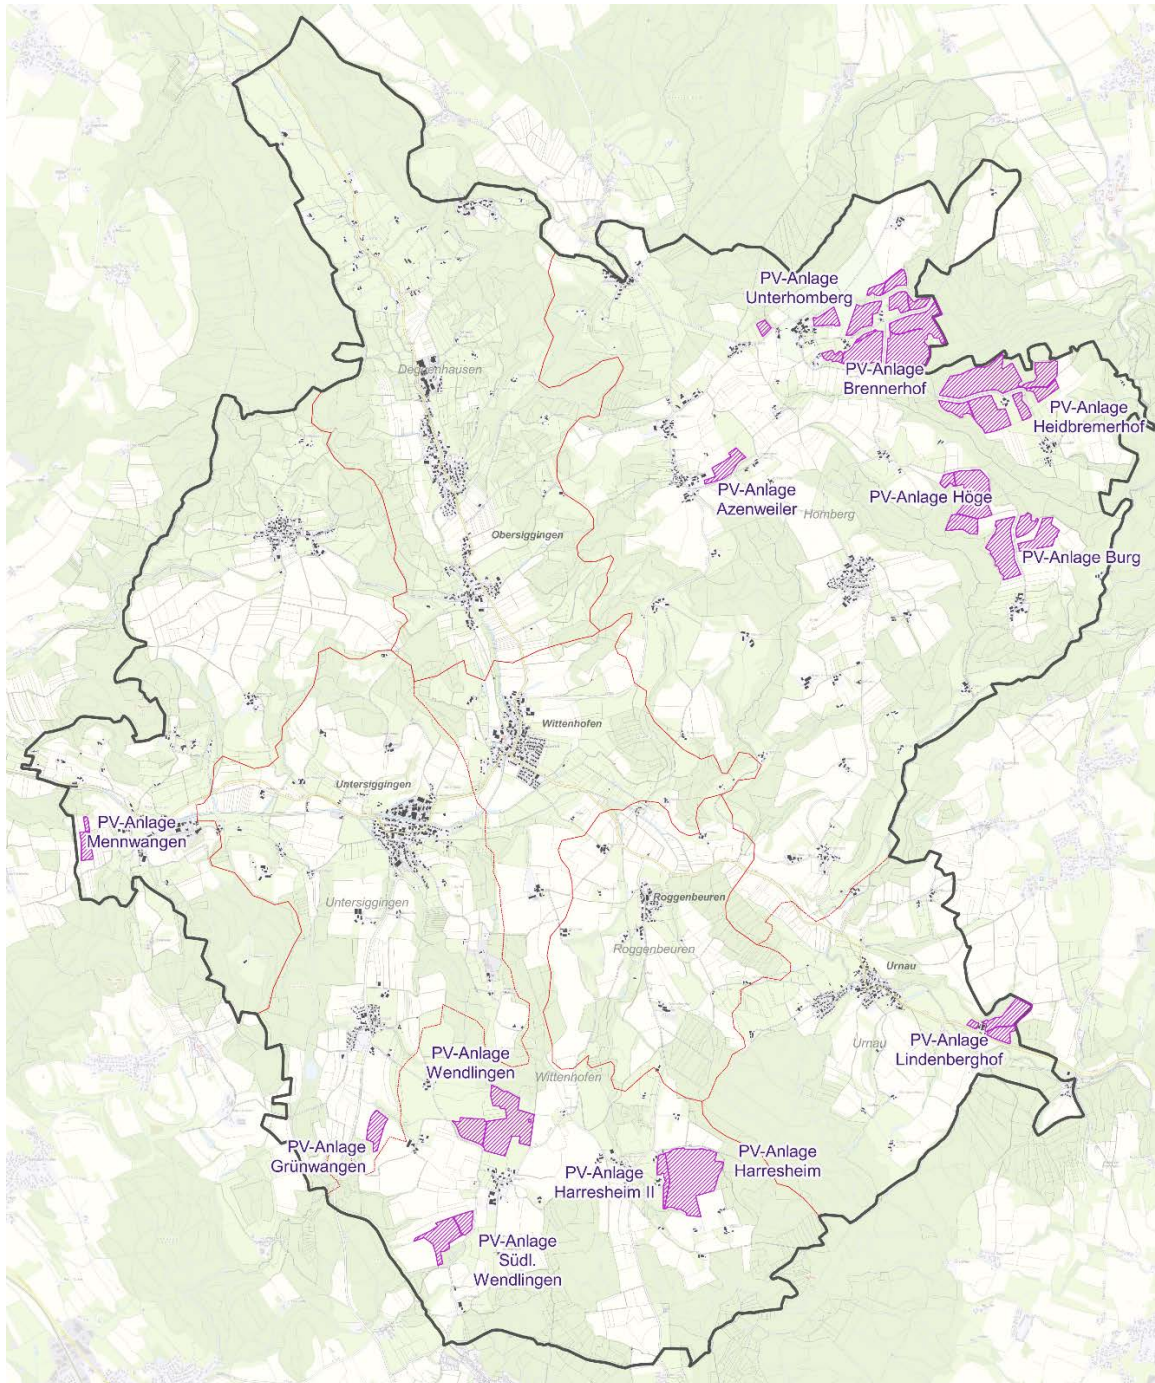 PV-Anlage
Unterhomberg
PV-Anlage
Brennerhof
Deggenhausen
PV-Anlage
Heidbremerhof
PV-Anlage
Azenweiler
PV-Anlage Höge
Homberg
Obersiggingen
PV-Anlage Burg
Wittenhofen
Untersiggingen
PV-Anlage
Mennwangen
Untersiggingen
Roggenbeuren
Roggenbeuren
Urnau
Urnau
PV-Anlage
Lindenberghof
PV-Anlage
Wendlingen
Wittenhofen
PV-Anlage
Grünwangen
PV-Anlage
Harresheim II
PV-Anlage
Harresheim
PV-Anlage
Südl.
Wendlingen